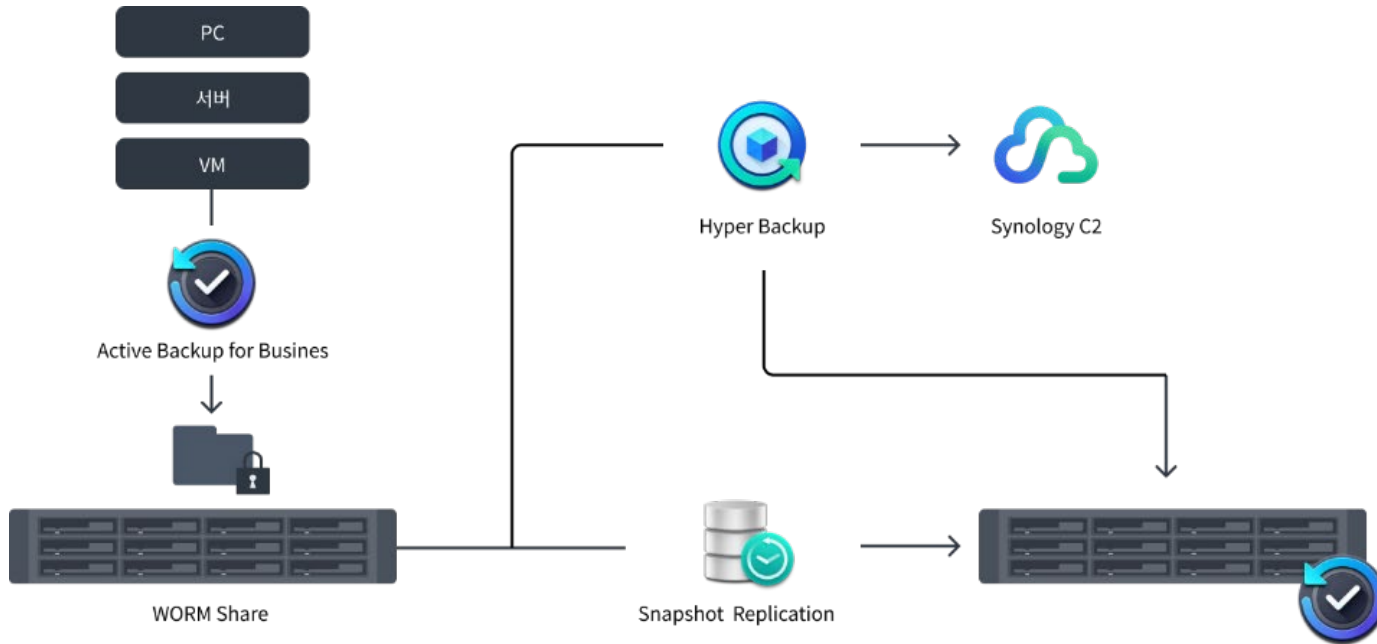 PC
서버
VM
Active Backup for Busines
WORM Share
Hyper Backup
Synology C2
Snapshot Replication